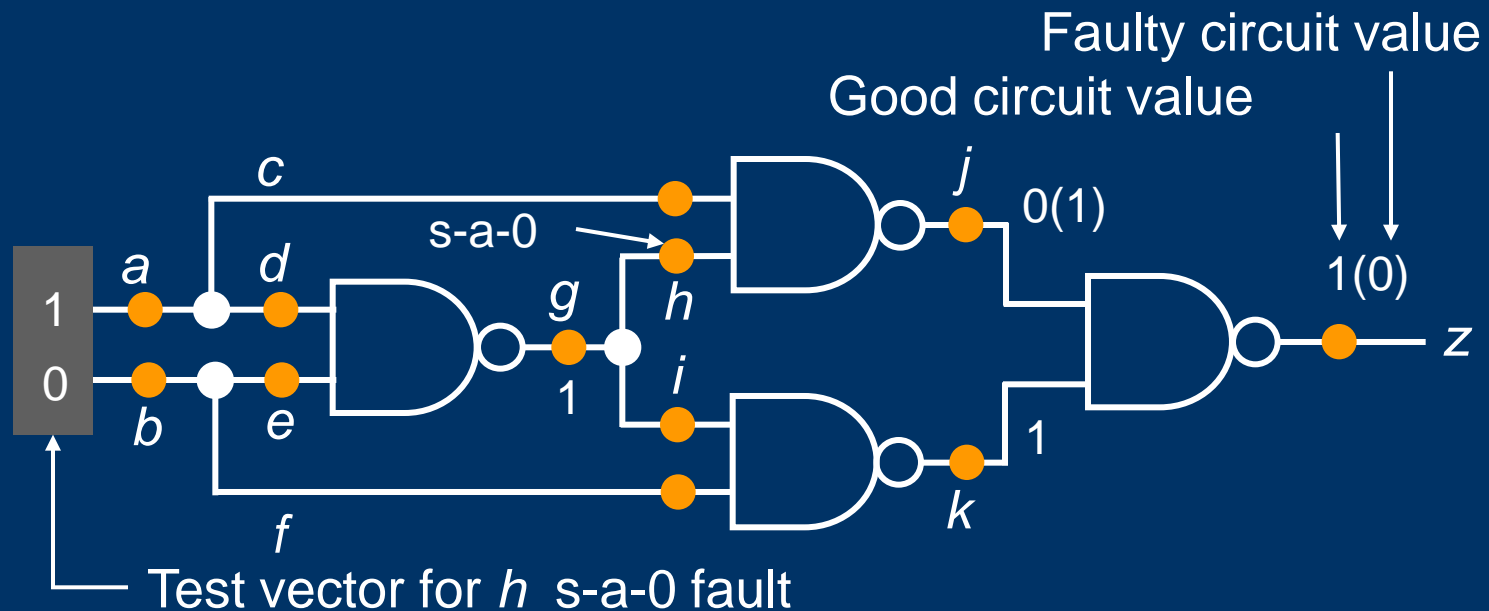 Faulty circuit value
Good circuit value
c
j
0(1)
s-a-0
1(0)
a
d
g
h
1
z
0
i
1
b
e
1
k
f
Test vector for h s-a-0 fault